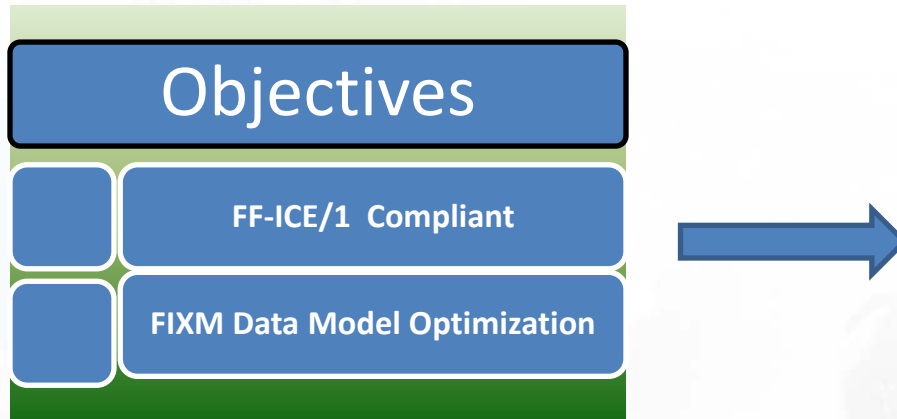 Objectives
FF-ICE/1 Compliant
FIXM Data Model Optimization